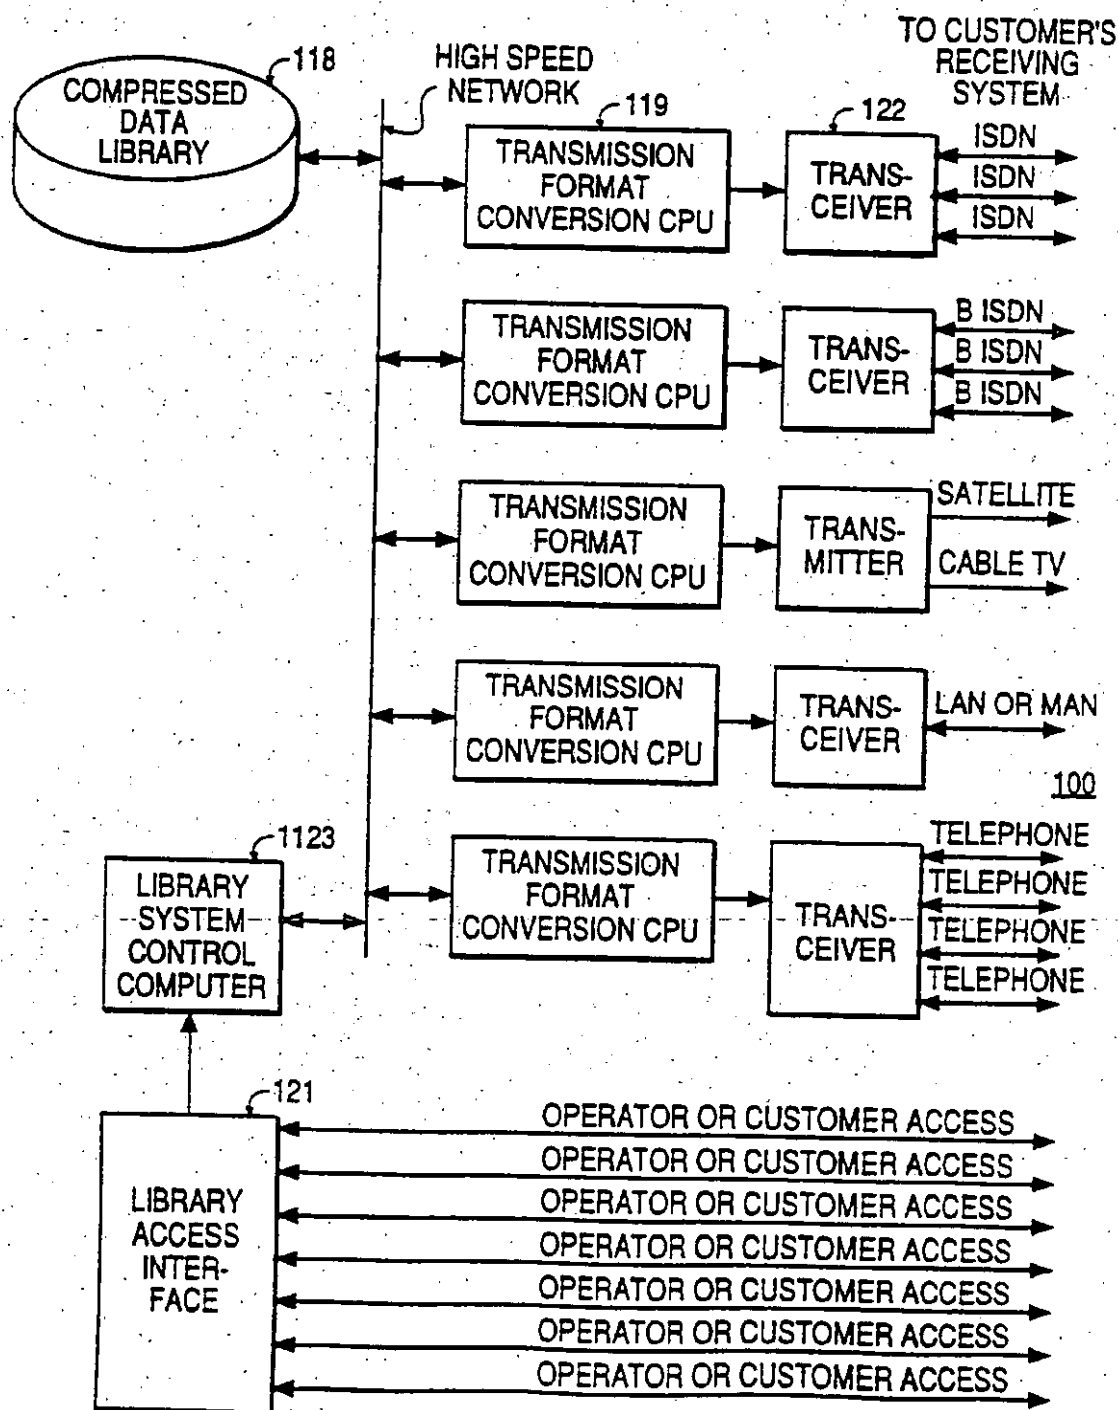 TO CUSTOMER'S
RECEIVING
SYSTEM
118
COMPRESSED
DATA
LIBRARY
HIGH SPEED
NETWORK
119
TRANSMISSION
FORMAT
CONVERSION CPU
122
TRANS-
CEIVER
ISDN
ISDN
ISDN
TRANSMISSION
FORMAT
CONVERSION CPU
TRANS-
CEIVER
B ISDN
B ISDN
B ISDN
TRANSMISSION
FORMAT
CONVERSION CPU
TRANS-
MITTER
SATELLITE
CABLE TV
TRANSMISSION
FORMAT
CONVERSION CPU
TRANS-
CEIVER
LAN OR MAN
100
1123
LIBRARY
SYSTEM
CONTROL
COMPUTER
TRANSMISSION
FORMAT
CONVERSION CPU
TRANS-
CEIVER
TELEPHONE
TELEPHONE
TELEPHONE
TELEPHONE
121
LIBRARY
ACCESS
INTER-
FACE
OPERATOR OR CUSTOMER ACCESS
OPERATOR OR CUSTOMER ACCESS
OPERATOR OR CUSTOMER ACCESS
OPERATOR OR CUSTOMER ACCESS
OPERATOR OR CUSTOMER ACCESS
OPERATOR OR CUSTOMER ACCESS
OPERATOR OR CUSTOMER ACCESS